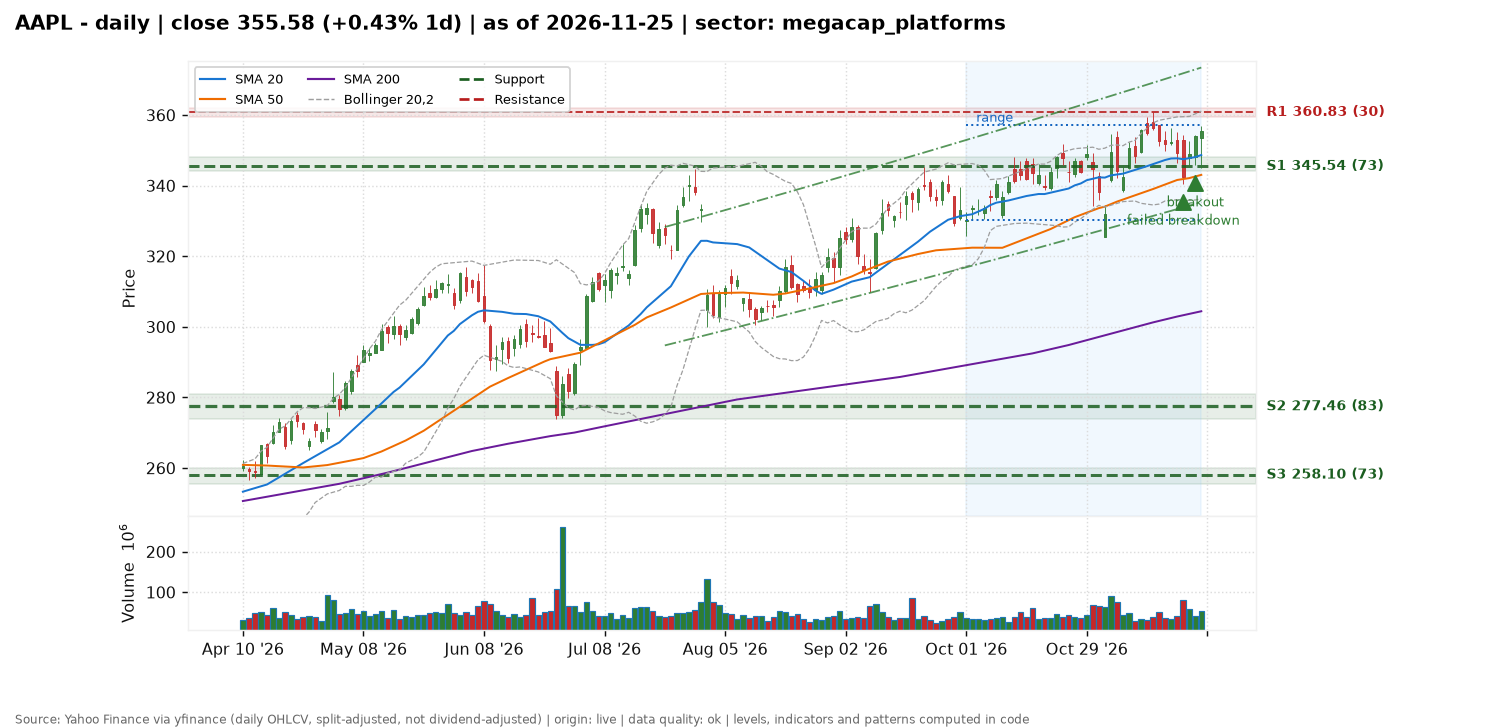 AAPL - daily | close 355.58 (+0.43% 1d) | as of 2026-11-25 | sector: megacap_platforms
SMA 20
SMA 50
SMA 200
Bollinger 20,2
Support
Resistance
Price
360
340
320
300
280
260
range
breakout
failed breakdown
R1 360.83 (30)
S1 345.54 (73)
S2 277.46 (83)
S3 258.10 (73)
Volume 10⁶
200
100
Apr 10 '26
May 08 '26
Jun 08 '26
Jul 08 '26
Aug 05 '26
Sep 02 '26
Oct 01 '26
Oct 29 '26
Source: Yahoo Finance via yfinance (daily OHLCV, split-adjusted, not dividend-adjusted) | origin: live | data quality: ok | levels, indicators and patterns computed in code